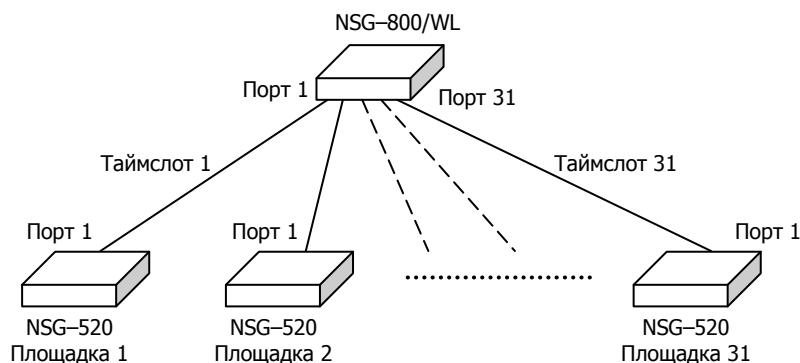 NSG–800/WL
Порт 1
Порт 31
Таймслот 1
Таймслот 31
Порт 1
Порт 1
Порт 1
NSG–520
NSG–520
NSG–520
Площадка 1
Площадка 2
Площадка 31